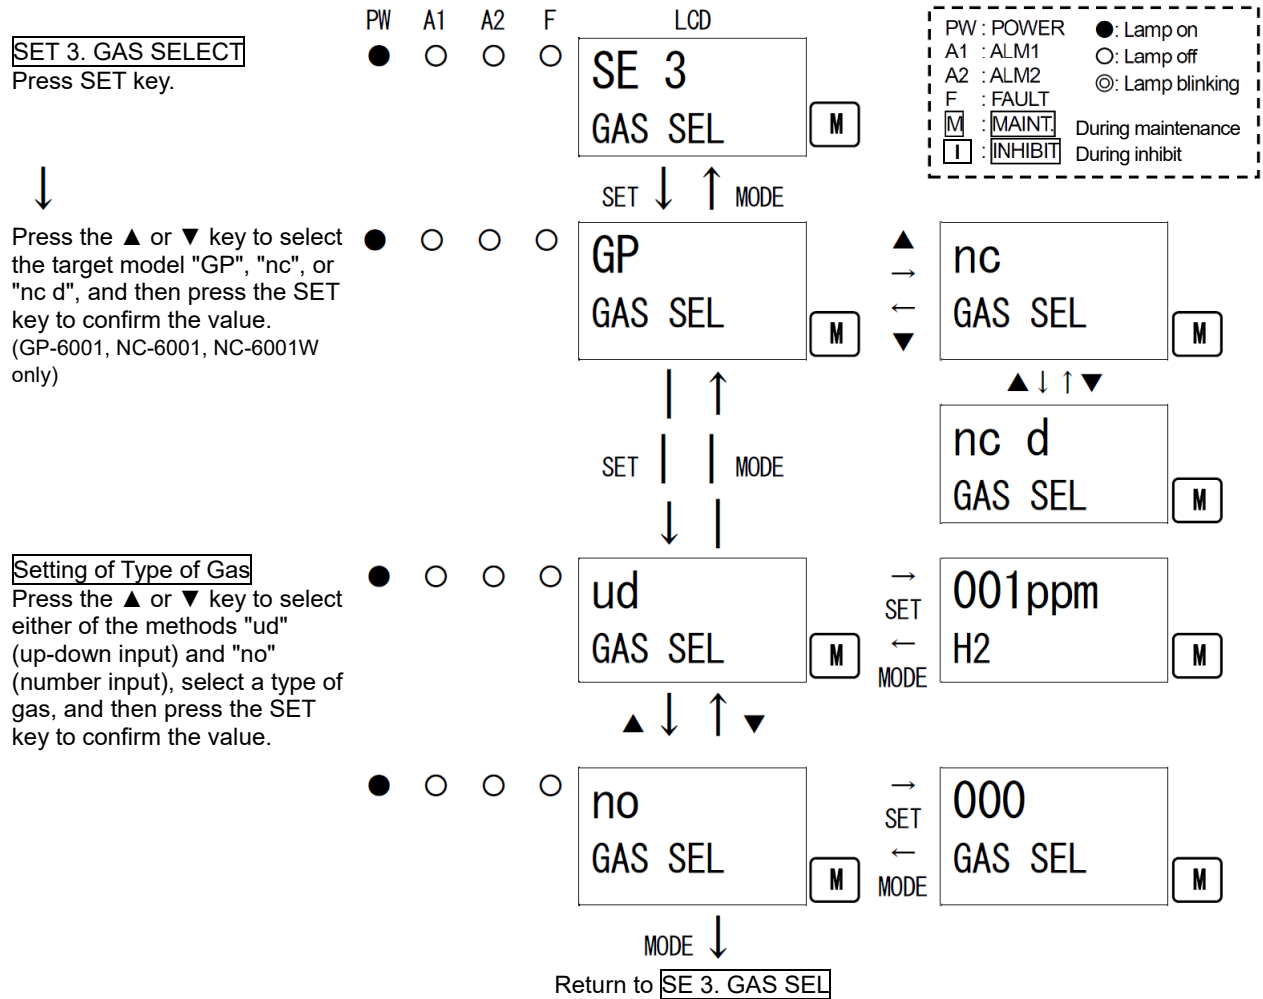 PW A1 A2 F LCD
SET 3. GAS SELECT
Press SET key.
● ○ ○ ○
SE 3
GAS SEL
M
PW : POWER ●: Lamp on
A1 : ALM1 ○: Lamp off
A2 : ALM2 ◎: Lamp blinking
F : FAULT
M : MAINT. During maintenance
I : INHIBIT During inhibit
↓
SET ↓ ↑ MODE
Press the ▲ or ▼ key to select
the target model "GP", "nc", or
"nc d", and then press the SET
key to confirm the value.
(GP-6001, NC-6001, NC-6001W
only)
● ○ ○ ○
GP
GAS SEL
M
▲
→
←
▼
nc
GAS SEL
M
▲↓↑▼
nc d
GAS SEL
M
SET ↓ ↑ MODE
Setting of Type of Gas
Press the ▲ or ▼ key to select
either of the methods "ud"
(up-down input) and "no"
(number input), select a type of
gas, and then press the SET
key to confirm the value.
● ○ ○ ○
ud
GAS SEL
M
→
SET
←
MODE
001ppm
H2
M
▲ ↓ ↑ ▼
● ○ ○ ○
no
GAS SEL
M
→
SET
←
MODE
000
GAS SEL
M
MODE ↓
Return to SE 3. GAS SEL